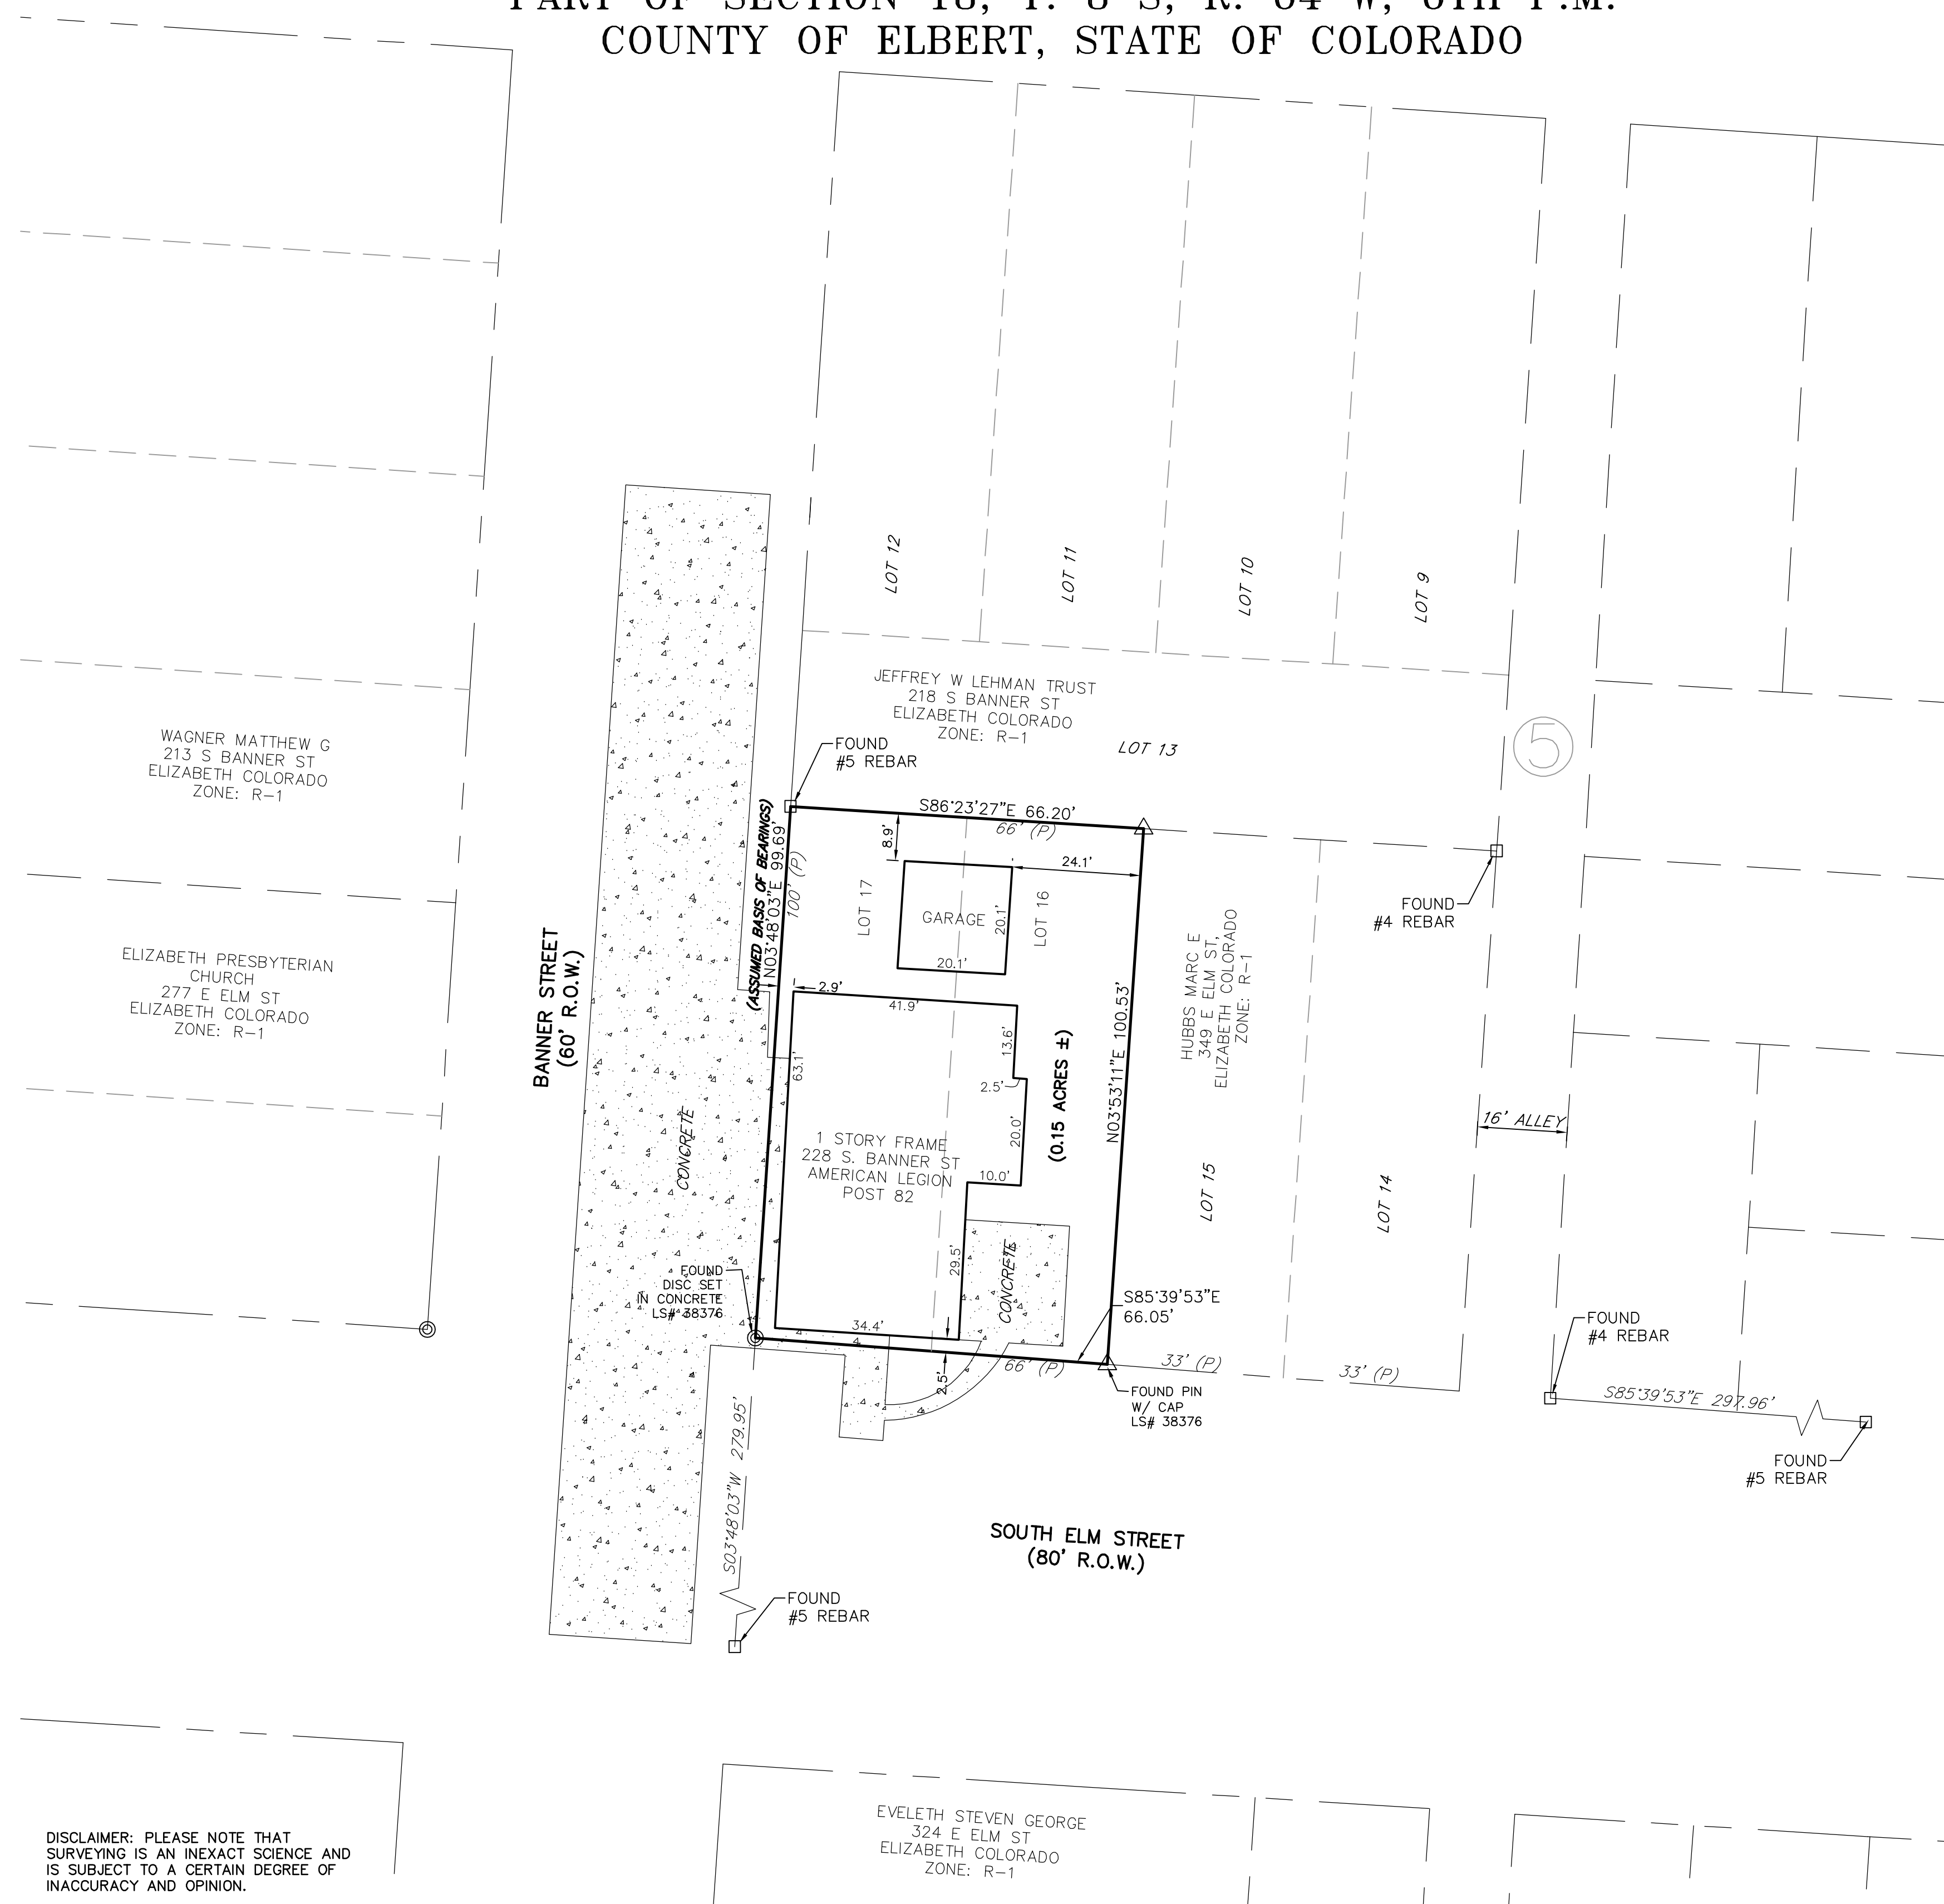 PART OF SECTION 18, T. 8 S, R. 64 W, 6TH P.M.
COUNTY OF ELBERT, STATE OF COLORADO
LOT 12
LOT 11
LOT 10
LOT 9
JEFFREY W LEHMAN TRUST
218 S BANNER ST
ELIZABETH COLORADO
ZONE: R-1
LOT 13
5
WAGNER MATTHEW G
213 S BANNER ST
ELIZABETH COLORADO
ZONE: R-1
FOUND
#5 REBAR
S86°23'27"E 66.20'
66' (P)
8.9'
24.1'
(ASSUMED BASIS OF BEARINGS)
N03°48'03"E 99.69'
100' (P)
LOT 17
GARAGE
20.1'
20.1'
LOT 16
FOUND
#4 REBAR
ELIZABETH PRESBYTERIAN
CHURCH
277 E ELM ST
ELIZABETH COLORADO
ZONE: R-1
BANNER STREET
(60' R.O.W.)
2.9'
41.9'
63.1'
13.6'
2.5'
20.0'
10.0'
(0.15 ACRES ±)
N03°53'11"E 100.53'
HUBBS MARC E
349 E ELM ST,
ELIZABETH COLORADO
ZONE: R-1
16' ALLEY
CONCRETE
1 STORY FRAME
228 S. BANNER ST
AMERICAN LEGION
POST 82
LOT 15
LOT 14
29.5'
CONCRETE
FOUND
DISC SET
IN CONCRETE
LS# 38376
34.4'
S85°39'53"E
66.05'
66' (P)
33' (P)
33' (P)
2.5'
FOUND PIN
W/ CAP
LS# 38376
FOUND
#4 REBAR
S85°39'53"E 297.96'
FOUND
#5 REBAR
S03°48'03"W 279.95'
SOUTH ELM STREET
(80' R.O.W.)
FOUND
#5 REBAR
EVELETH STEVEN GEORGE
324 E ELM ST
ELIZABETH COLORADO
ZONE: R-1
DISCLAIMER: PLEASE NOTE THAT
SURVEYING IS AN INEXACT SCIENCE AND
IS SUBJECT TO A CERTAIN DEGREE OF
INACCURACY AND OPINION.